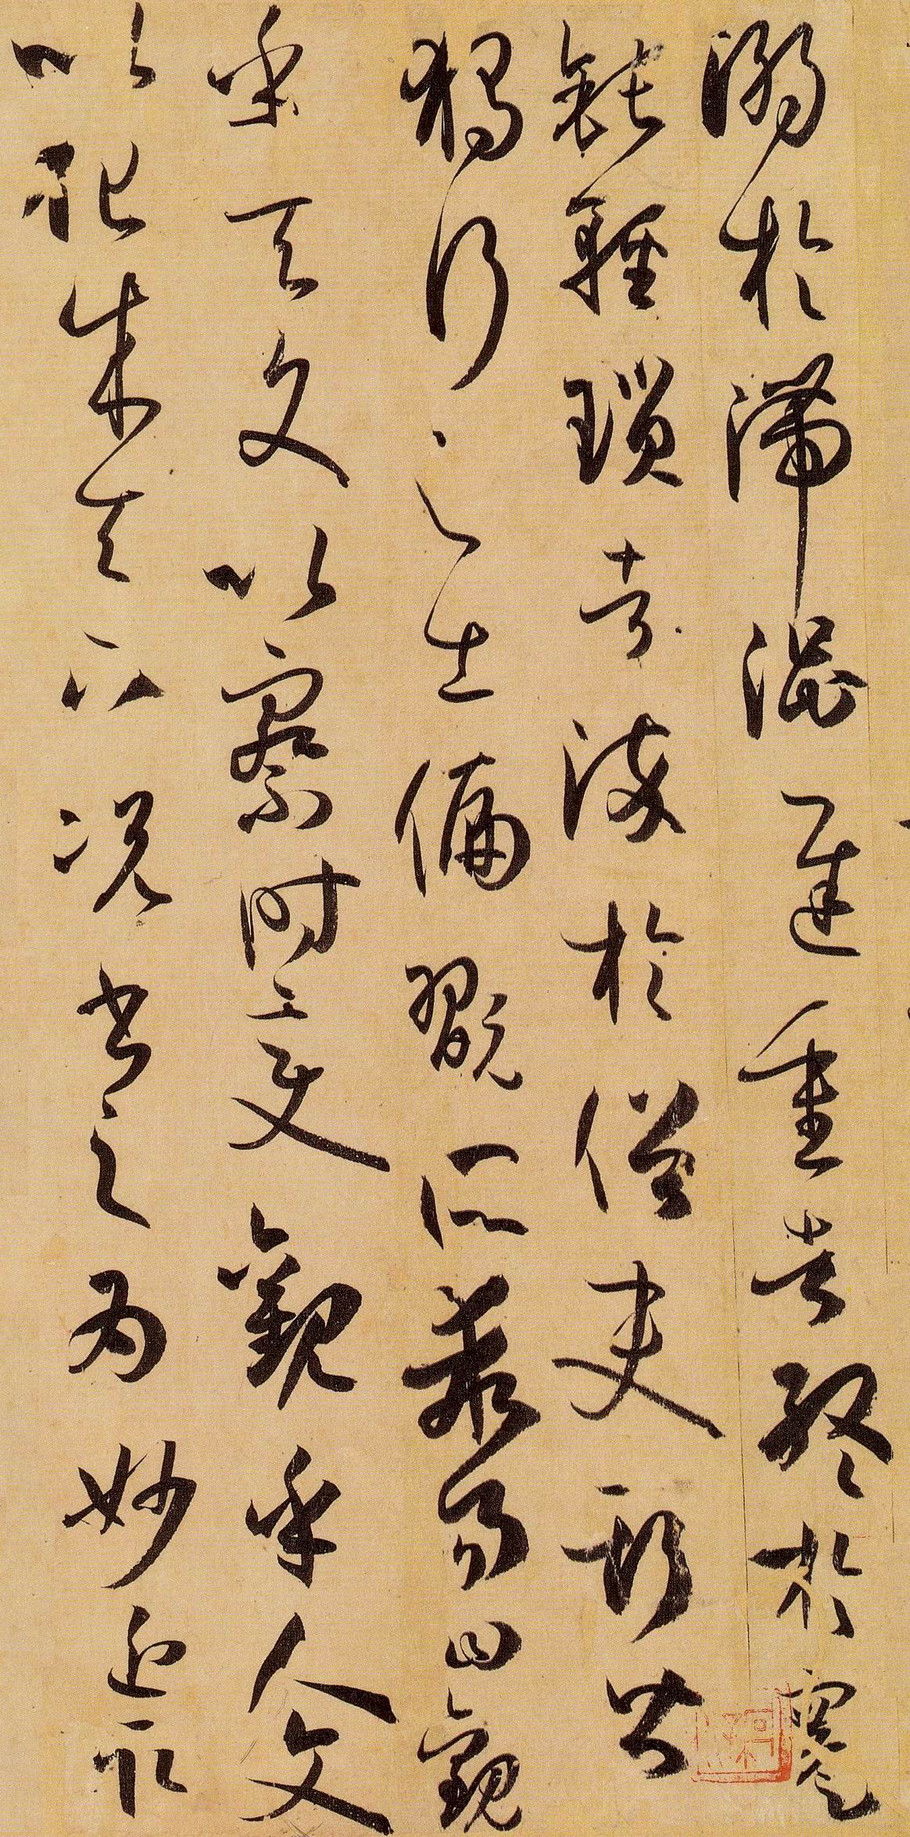 溺於滯澀遲重者終於蹇
鈍輕瑣者染於俗吏斯皆
獨行之士偏翫所乖易曰觀
乎天文以察時變觀乎人文
以化成天下況書之為妙近取